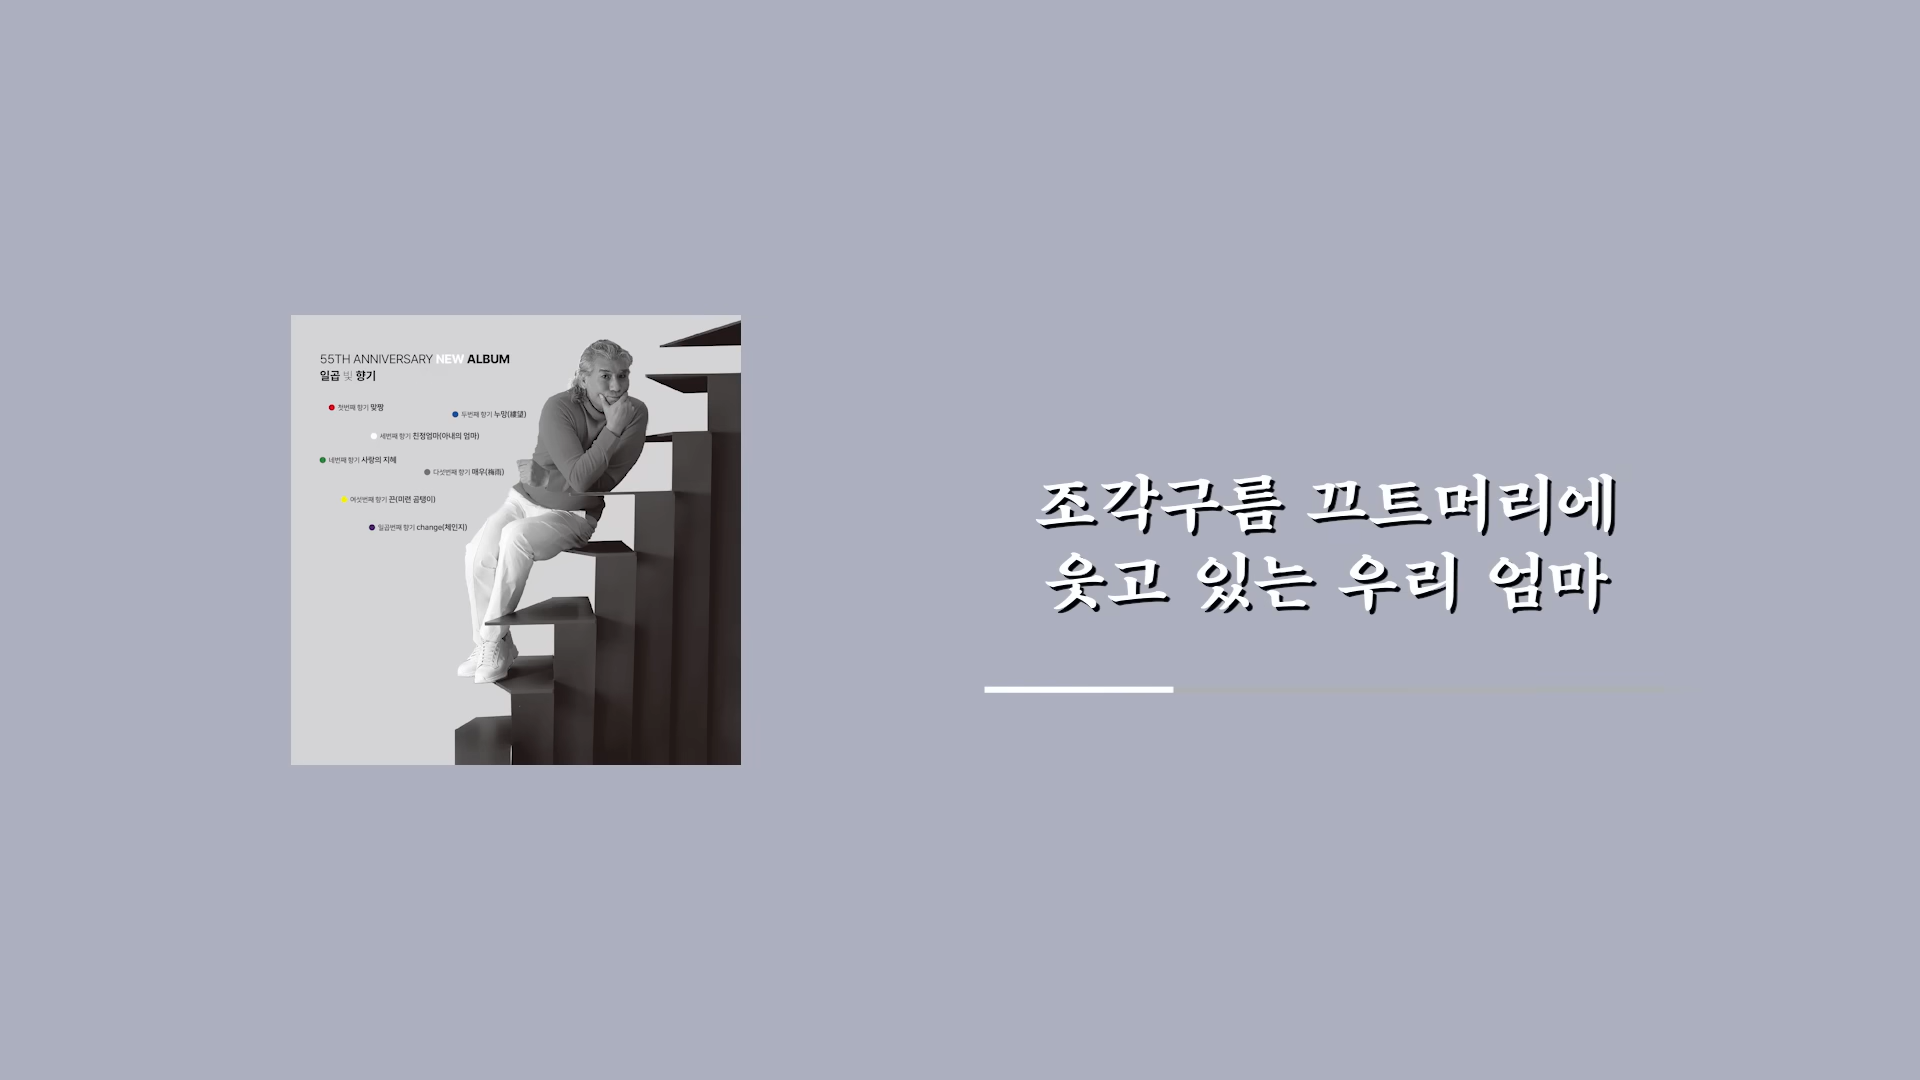 55TH ANNIVERSARY NEW ALBUM
일곱 빛 향기
첫번째 향기 맞짱
두번째 향기 누망(縷望)
세번째 향기 친정엄마(아내의 엄마)
네번째 향기 사랑의 지혜
다섯번째 향기 매우(梅雨)
여섯번째 향기 끈(미련 곰탱이)
일곱번째 향기 change(체인지)
조각구름 끄트머리에
웃고 있는 우리 엄마